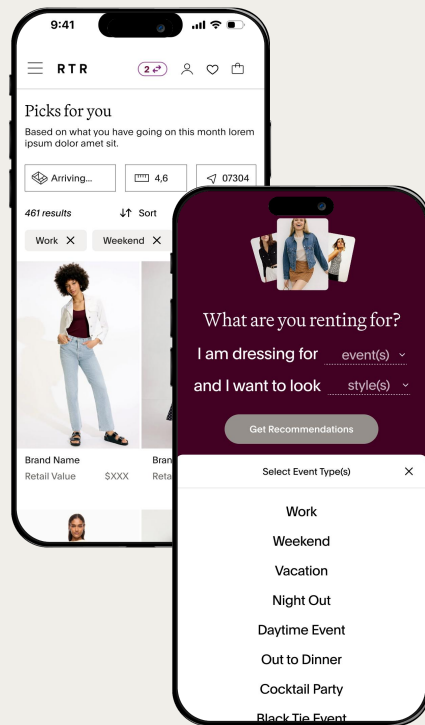 9:41
RTR
2
Picks for you
Based on what you have going on this month lorem
ipsum dolor amet sit.
Arriving...
4,6
07304
461 results
Sort
Work
Weekend
Brand Name
Retail Value $XXX
What are you renting for?
I am dressing for event(s)
and I want to look style(s)
Get Recommendations
Select Event Type(s)
Work
Weekend
Vacation
Night Out
Daytime Event
Out to Dinner
Cocktail Party
Black Tie Event